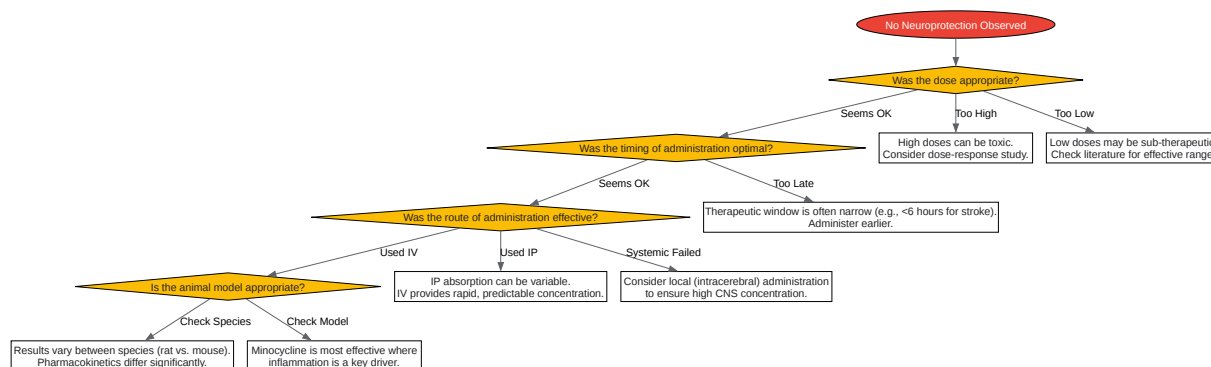 No Neuroprotection Observed
Was the dose appropriate?
Seems OK
Too High
Too Low
High doses can be toxic.
Consider dose-response study.
Low doses may be sub-therapeutic
Check literature for effective range
Was the timing of administration optimal?
Seems OK
Too Late
Therapeutic window is often narrow (e.g., <6 hours for stroke).
Administer earlier.
Was the route of administration effective?
Used IV
Used IP
Systemic Failed
IP absorption can be variable.
IV provides rapid, predictable concentration.
Consider local (intracerebral) administration
to ensure high CNS concentration.
Is the animal model appropriate?
Check Species
Check Model
Results vary between species (rat vs. mouse).
Pharmacokinetics differ significantly.
Minocycline is most effective where
inflammation is a key driver.